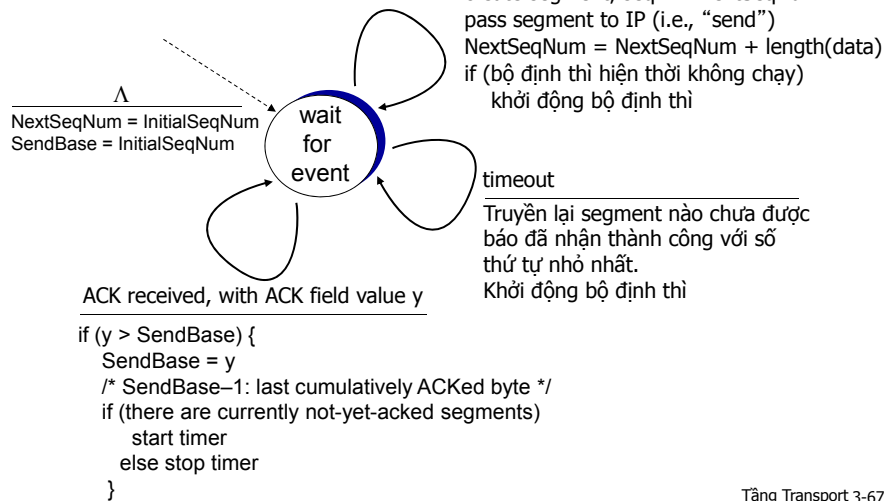 pass segment to IP (i.e., “send”)
NextSeqNum = NextSeqNum + length(data)
if (bộ định thì hiện thời không chạy)
khởi động bộ định thì
Λ
NextSeqNum = InitialSeqNum
SendBase = InitialSeqNum
wait
for
event
timeout
Truyền lại segment nào chưa được
báo đã nhận thành công với số
thứ tự nhỏ nhất.
Khởi động bộ định thì
ACK received, with ACK field value y
if (y > SendBase) {
SendBase = y
/* SendBase–1: last cumulatively ACKed byte */
if (there are currently not-yet-acked segments)
start timer
else stop timer
}
Tầng Transport 3-67